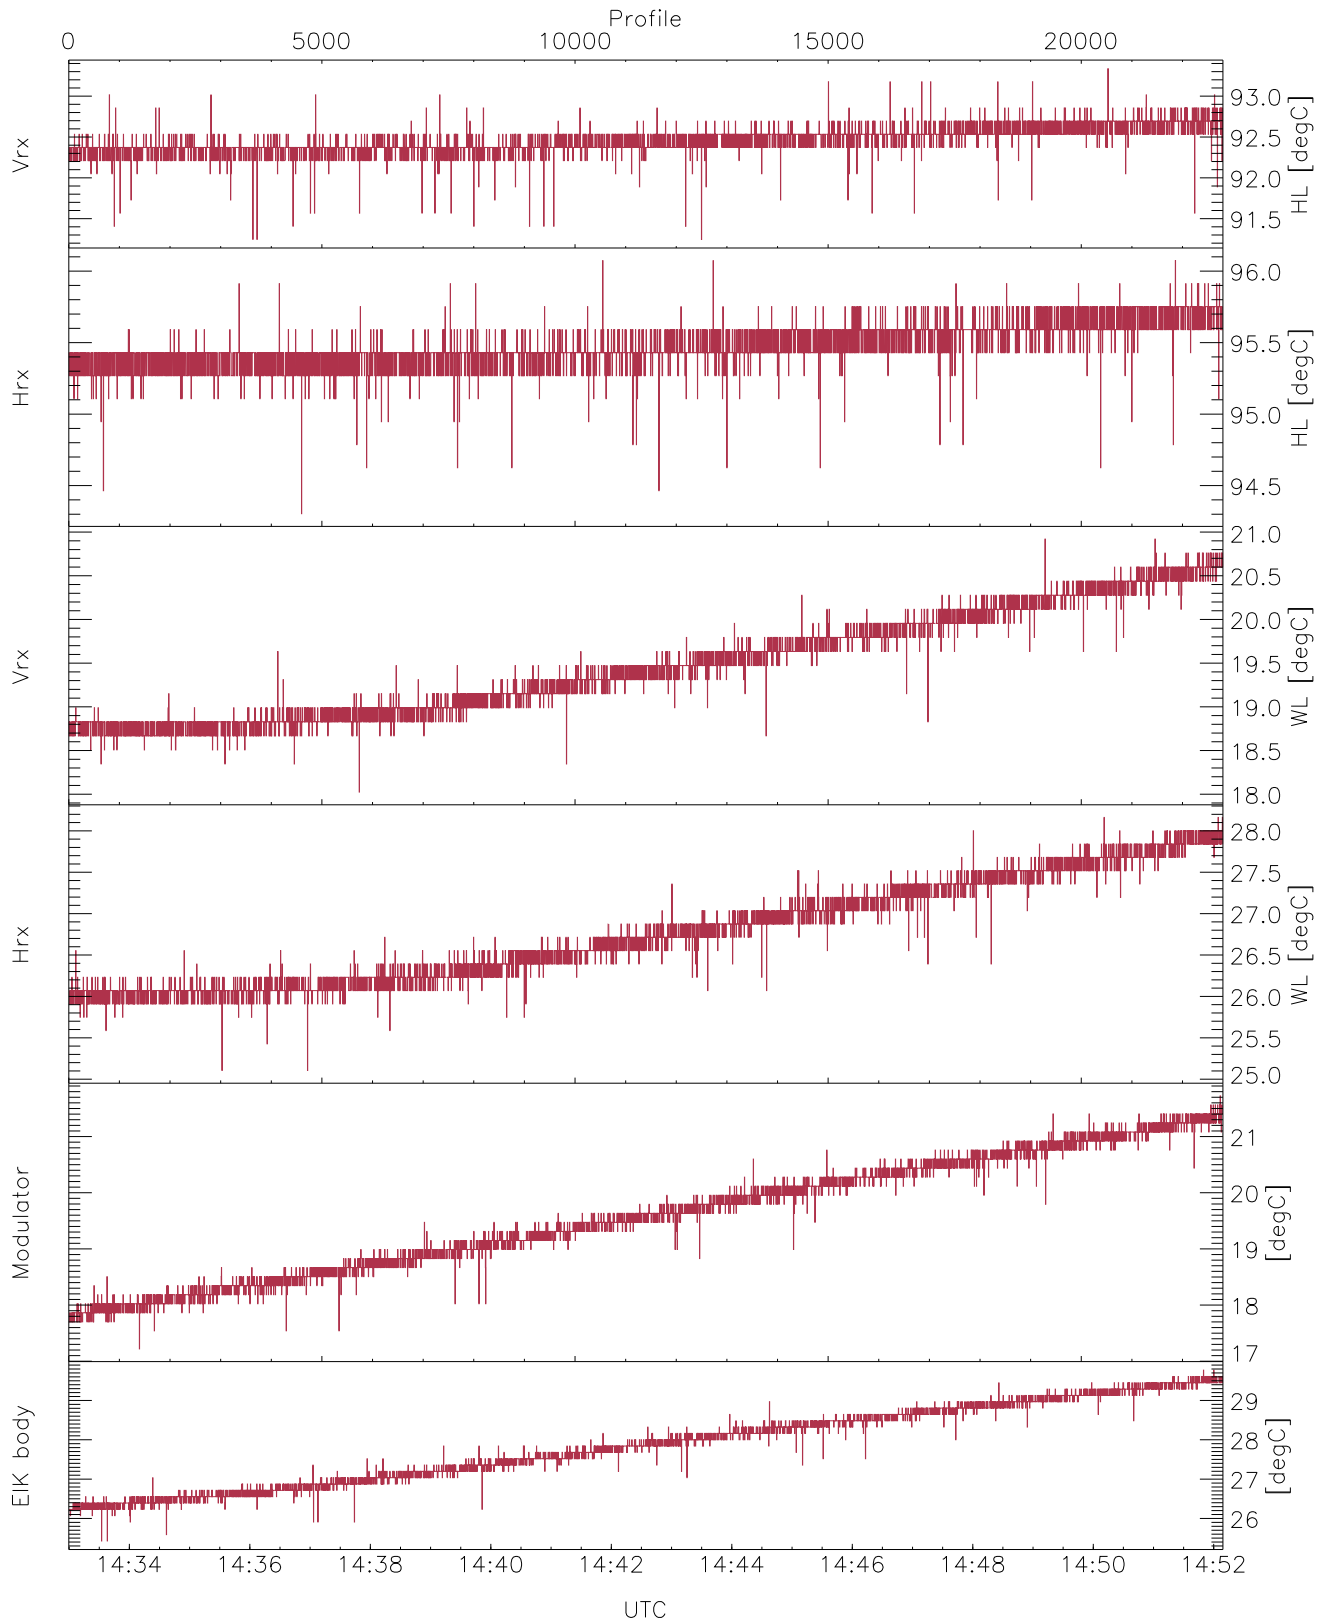 Profile
0 5000 10000 15000 20000
Vrx
93.0
92.5
92.0
91.5
HL [degC]
Hrx
96.0
95.5
95.0
94.5
HL [degC]
Vrx
21.0
20.5
20.0
19.5
19.0
18.5
18.0
WL [degC]
Hrx
28.0
27.5
27.0
26.5
26.0
25.5
25.0
WL [degC]
Modulator
21
20
19
18
17
[degC]
EIK body
29
28
27
26
[degC]
14:34 14:36 14:38 14:40 14:42 14:44 14:46 14:48 14:50 14:52
UTC